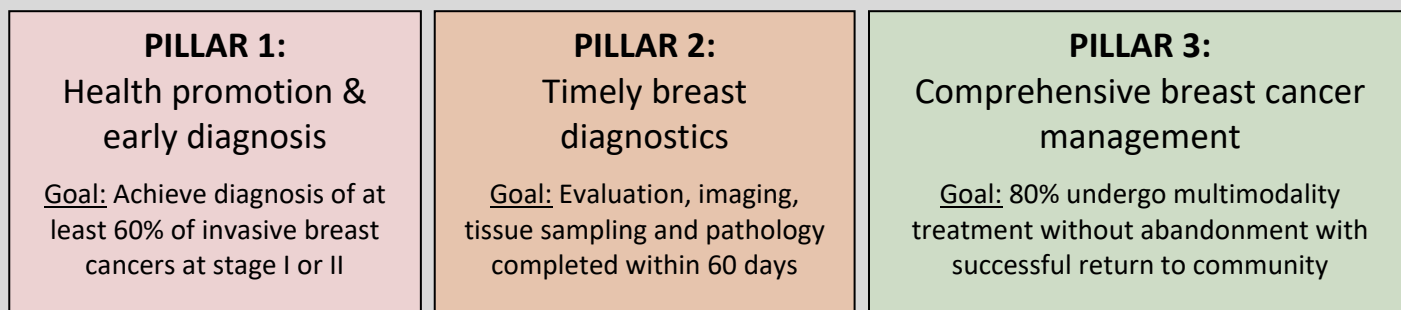 PILLAR 1:
Health promotion &
early diagnosis
Goal: Achieve diagnosis of at
least 60% of invasive breast
cancers at stage I or II
PILLAR 2:
Timely breast
diagnostics
Goal: Evaluation, imaging,
tissue sampling and pathology
completed within 60 days
PILLAR 3:
Comprehensive breast cancer
management
Goal: 80% undergo multimodality
treatment without abandonment with
successful return to community